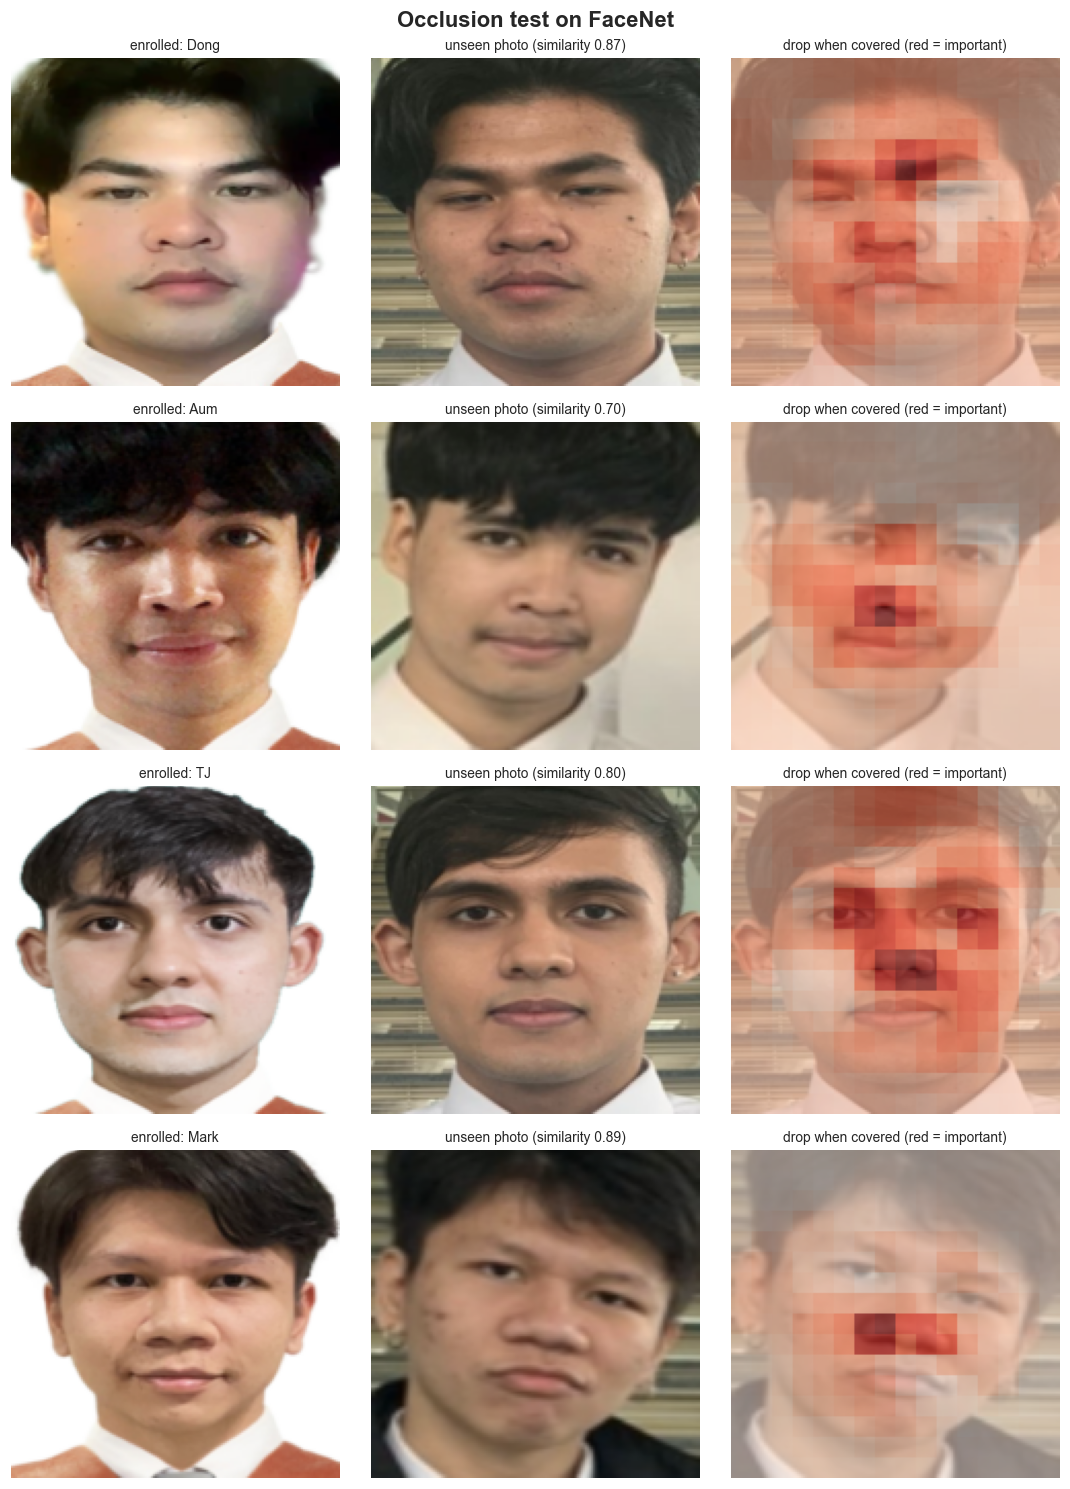 Occlusion test on FaceNet
enrolled: Dong
unseen photo (similarity 0.87)
drop when covered (red = important)
enrolled: Aum
unseen photo (similarity 0.70)
drop when covered (red = important)
enrolled: TJ
unseen photo (similarity 0.80)
drop when covered (red = important)
enrolled: Mark
unseen photo (similarity 0.89)
drop when covered (red = important)